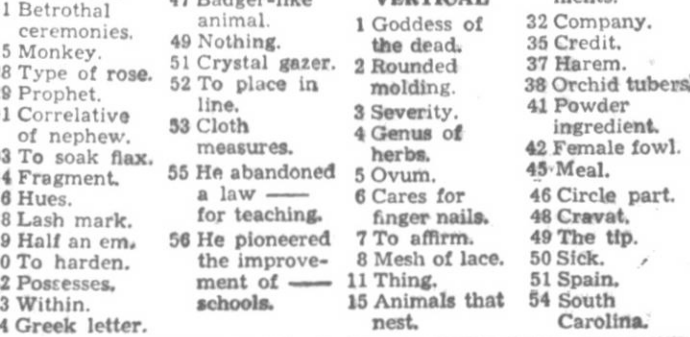 1 Betrothal
ceremonies.
5 Monkey.
8 Type of rose.
9 Prophet.
1 Correlative
of nephew.
3 To soak flax.
4 Fragment.
6 Hues.
8 Lash mark.
9 Half an em.
0 To harden.
2 Possesses.
3 Within.
4 Greek letter.
47 Badger-like
animal.
49 Nothing.
51 Crystal gazer.
52 To place in
line.
53 Cloth
measures.
55 He abandoned
a law —
for teaching.
56 He pioneered
the improve-
ment of —
schools.
VERTICAL
1 Goddess of
the dead.
2 Rounded
molding.
3 Severity.
4 Genus of
herbs.
5 Ovum.
6 Cares for
finger nails.
7 To affirm.
8 Mesh of lace.
11 Thing.
15 Animals that
nest.
32 Company.
35 Credit.
37 Harem.
38 Orchid tubers
41 Powder
ingredient.
42 Female fowl.
45 Meal.
46 Circle part.
48 Cravat.
49 The tip.
50 Sick.
51 Spain.
54 South
Carolina.